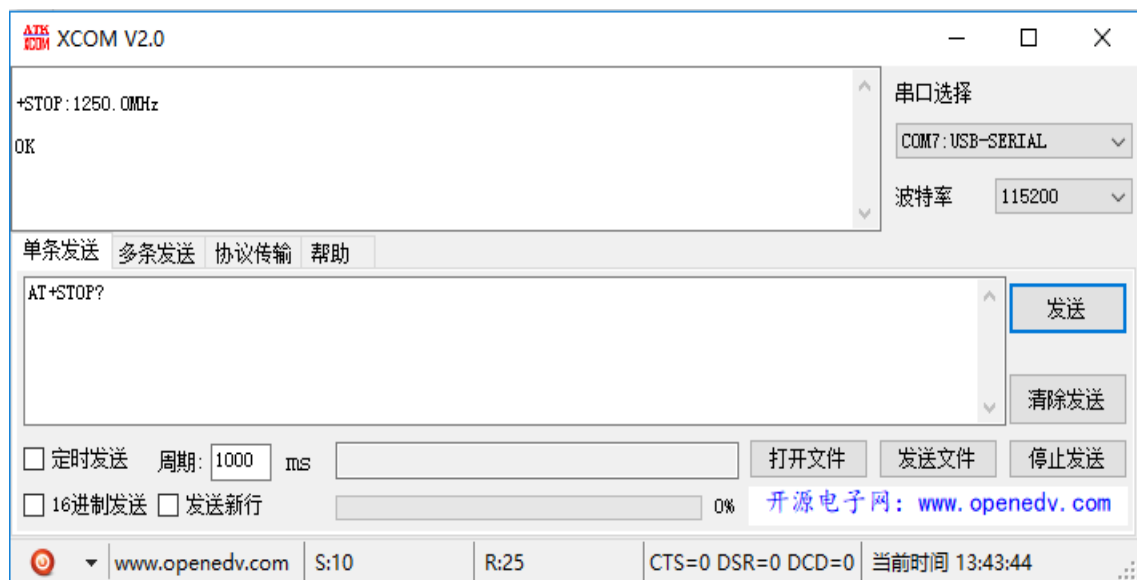 ATK XCOM XCOM V2.0
+STOP:1250.0MHz
OK
串口选择
COM7:USB-SERIAL
波特率 115200
单条发送 多条发送 协议传输 帮助
AT+STOP?
发送
清除发送
定时发送 周期: 1000 ms 打开文件 发送文件 停止发送
16进制发送 发送新行 0% 开源电子网: www.openedv.com
www.openedv.com S:10 R:25 CTS=0 DSR=0 DCD=0 当前时间 13:43:44